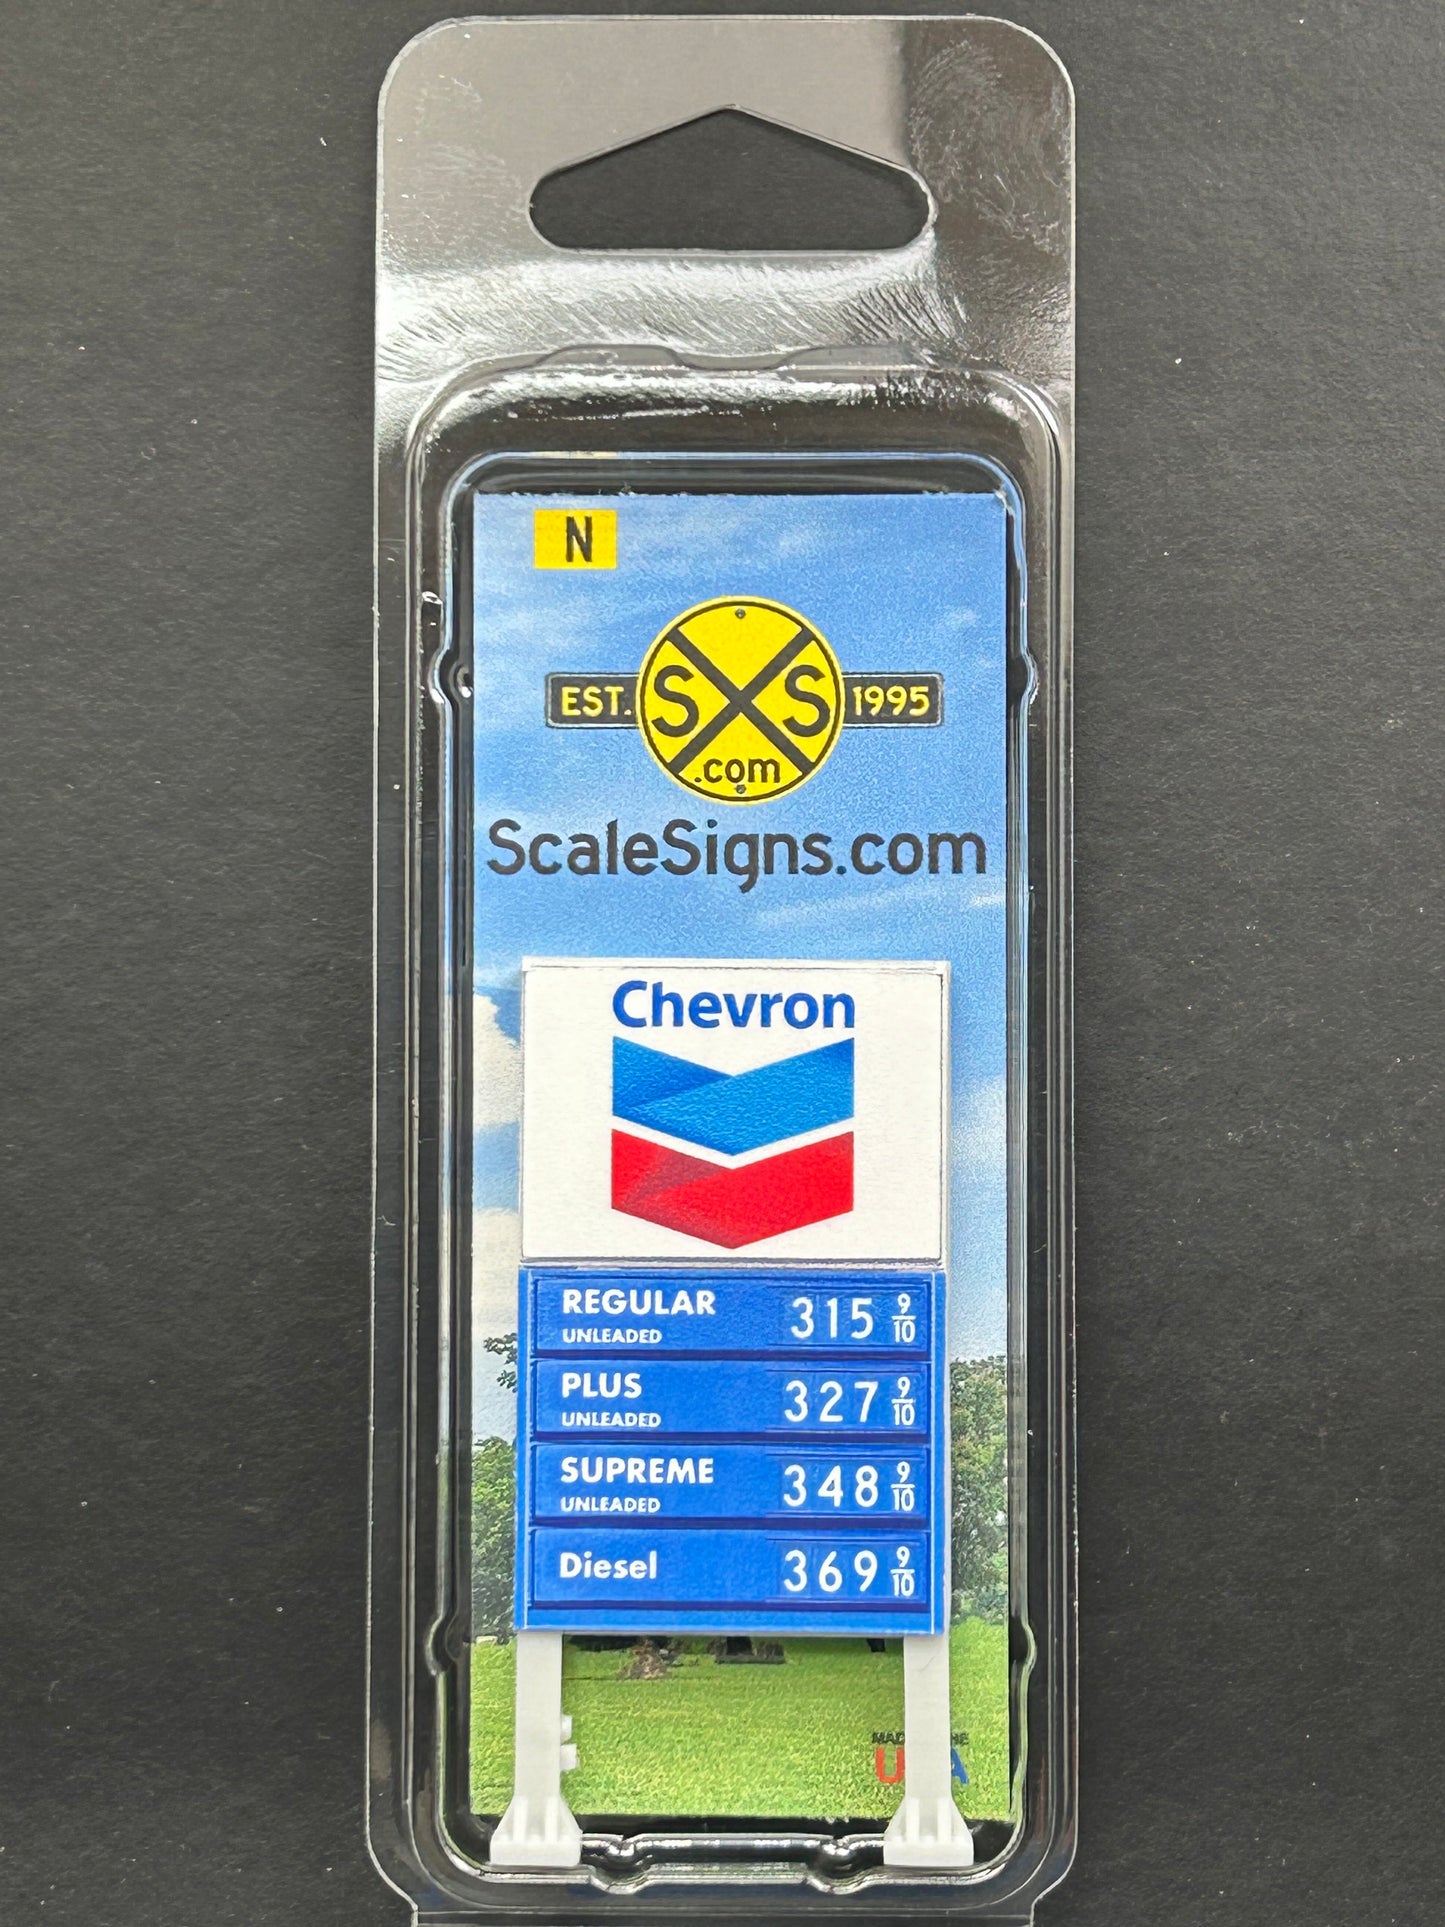 N
EST. S S 1995
.com
ScaleSigns.com
Chevron
REGULAR 315 9/10
UNLEADED
PLUS 327 9/10
UNLEADED
SUPREME 348 9/10
UNLEADED
Diesel 369 9/10